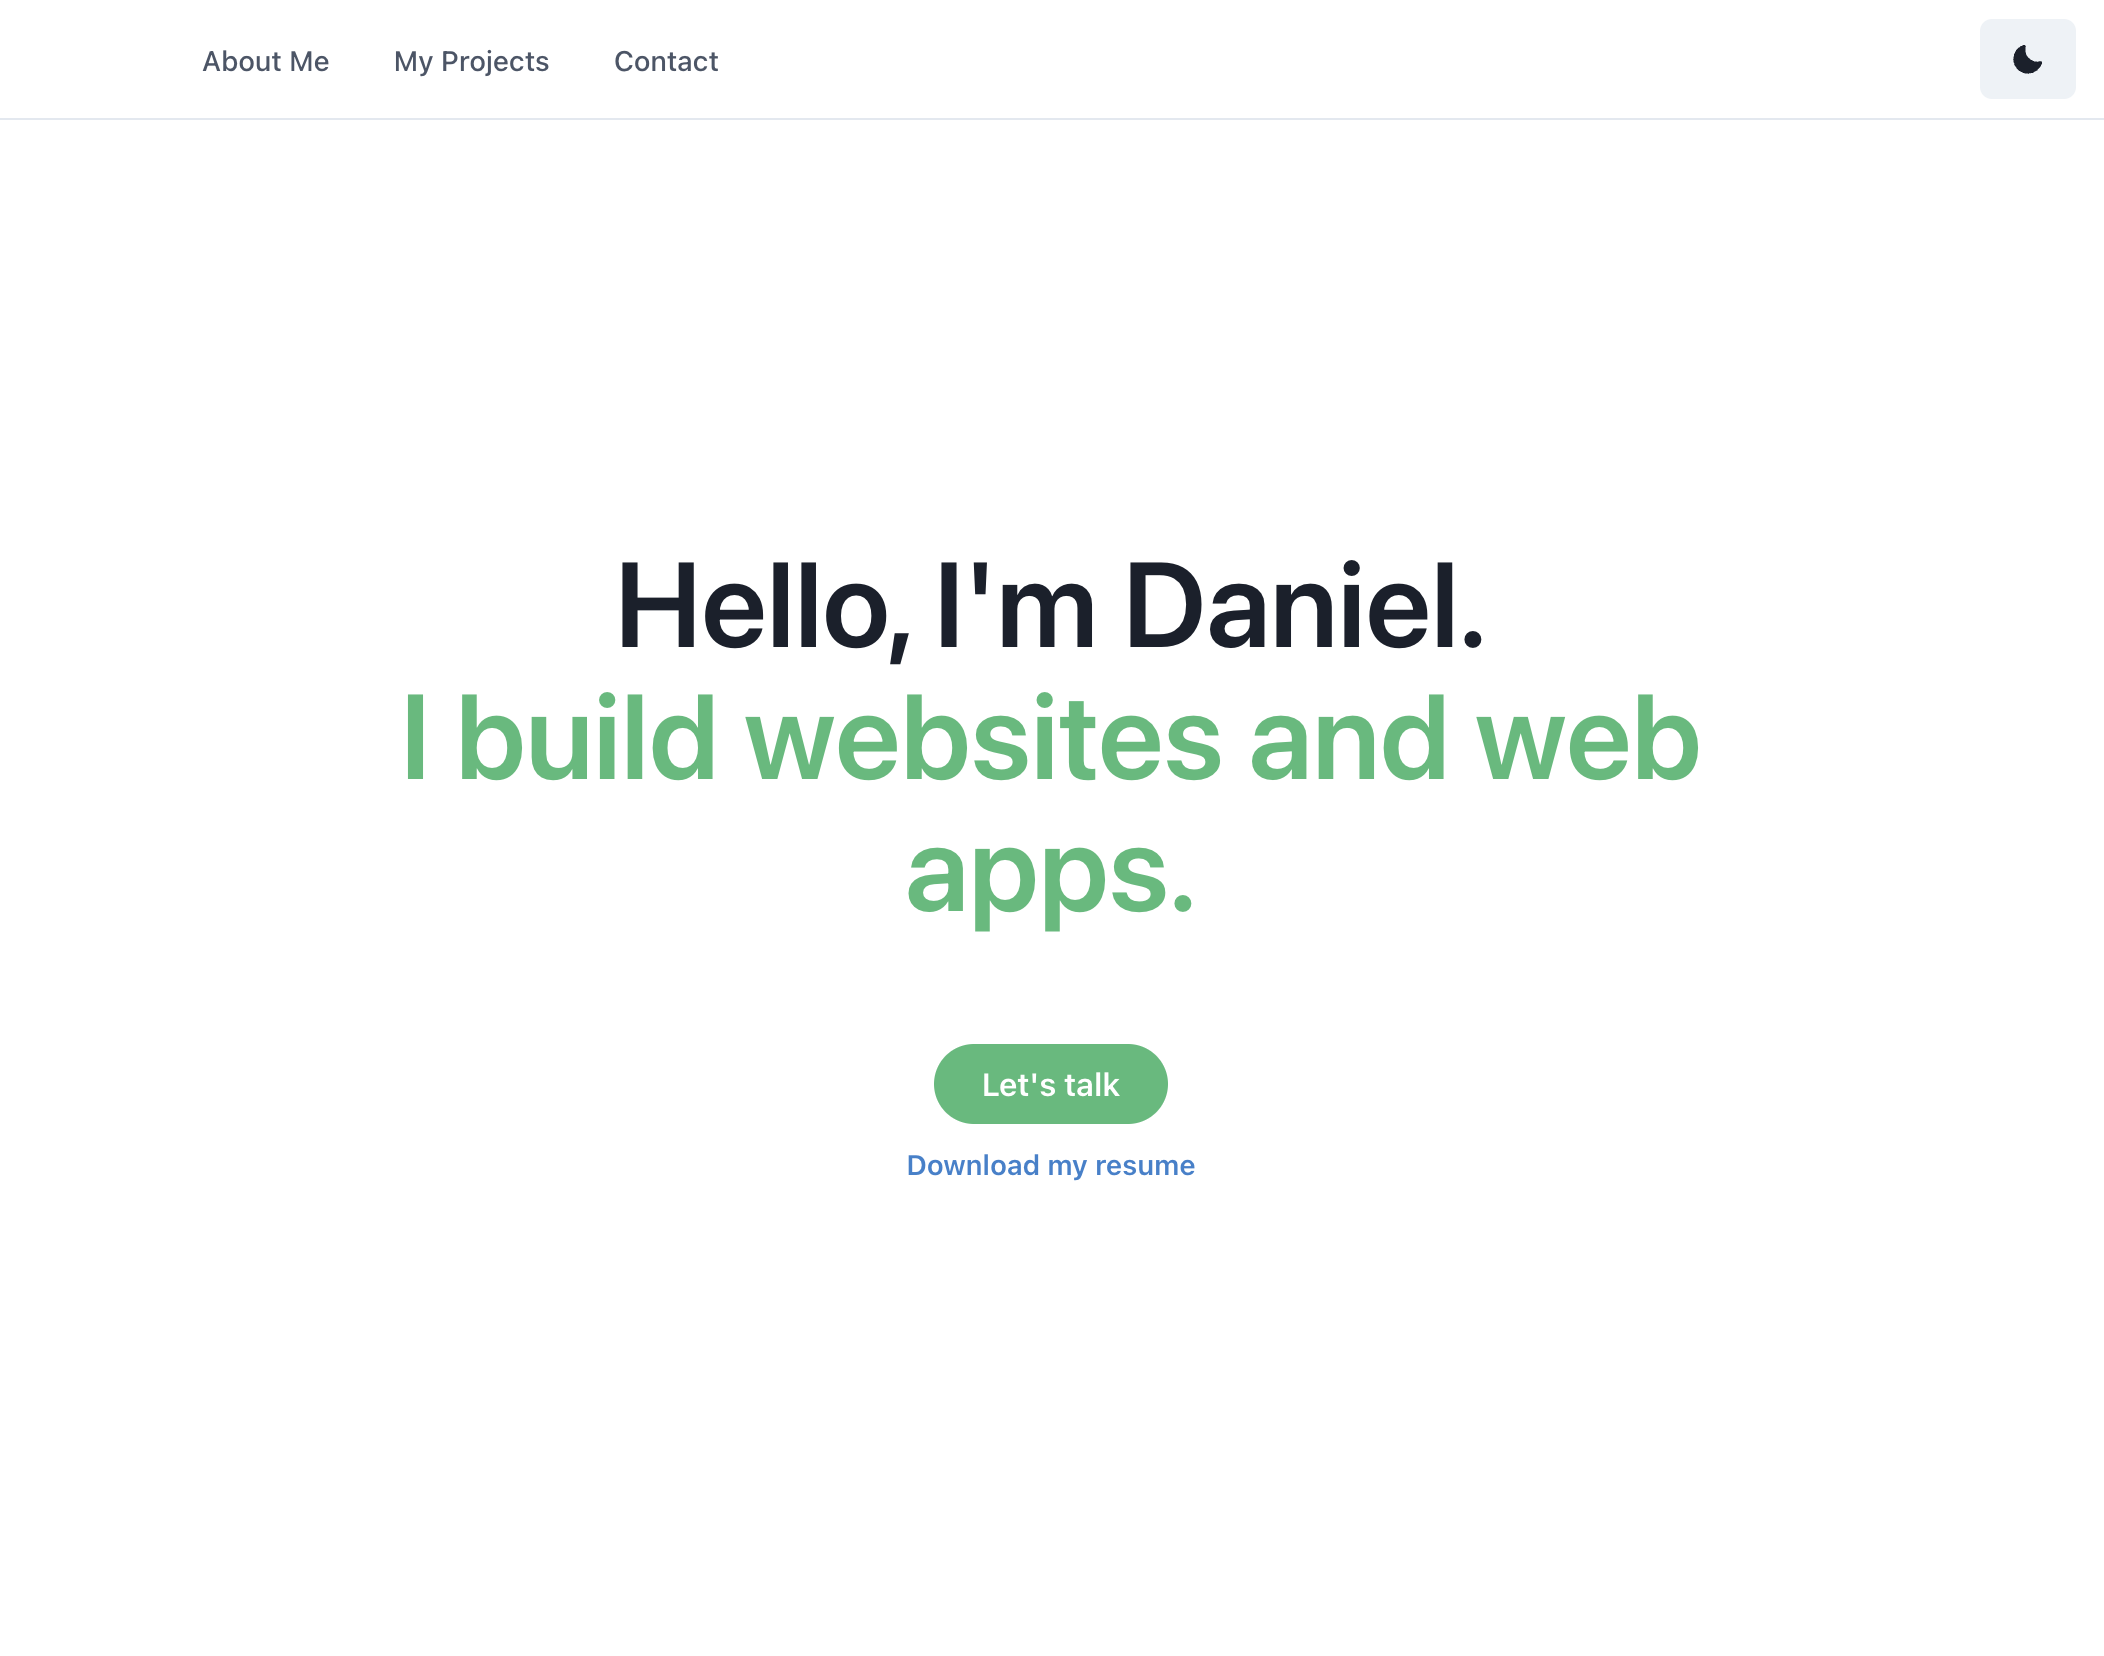 About Me My Projects Contact
Hello, I'm Daniel.
I build websites and web
apps.
Let's talk
Download my resume